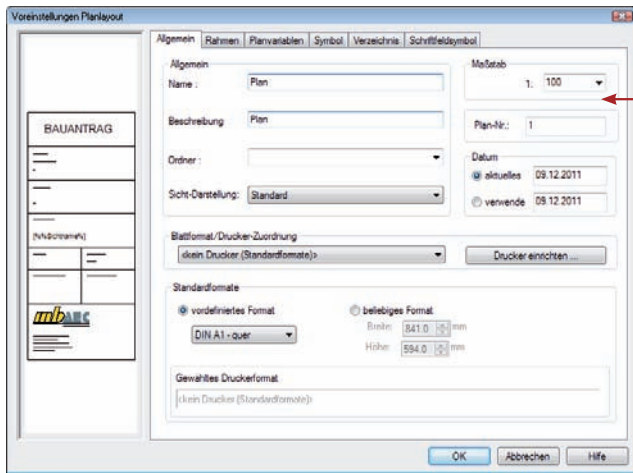 Voreinstellungen Planlayout
BAUANTRAG
mb AEC
Allgemein Rahmen Planvariablen Symbol Verzeichnis Schriftfeldsymbol
Allgemein
Name : Plan
Beschreibung Plan
Ordner :
Sicht-Darstellung: Standard
Maßstab
1: 100
Plan-Nr.: 1
Datum
aktuelles 09.12.2011
verwende 09.12.2011
Blattformat/Drucker-Zuordnung
<kein Drucker (Standardformate)> Drucker einrichten ...
Standardformate
vordefiniertes Format beliebiges Format
DIN A1 - quer
Breite: 841.0 mm
Höhe: 594.0 mm
Gewähltes Druckerformat
<kein Drucker (Standardformate)>
OK Abbrechen Hilfe